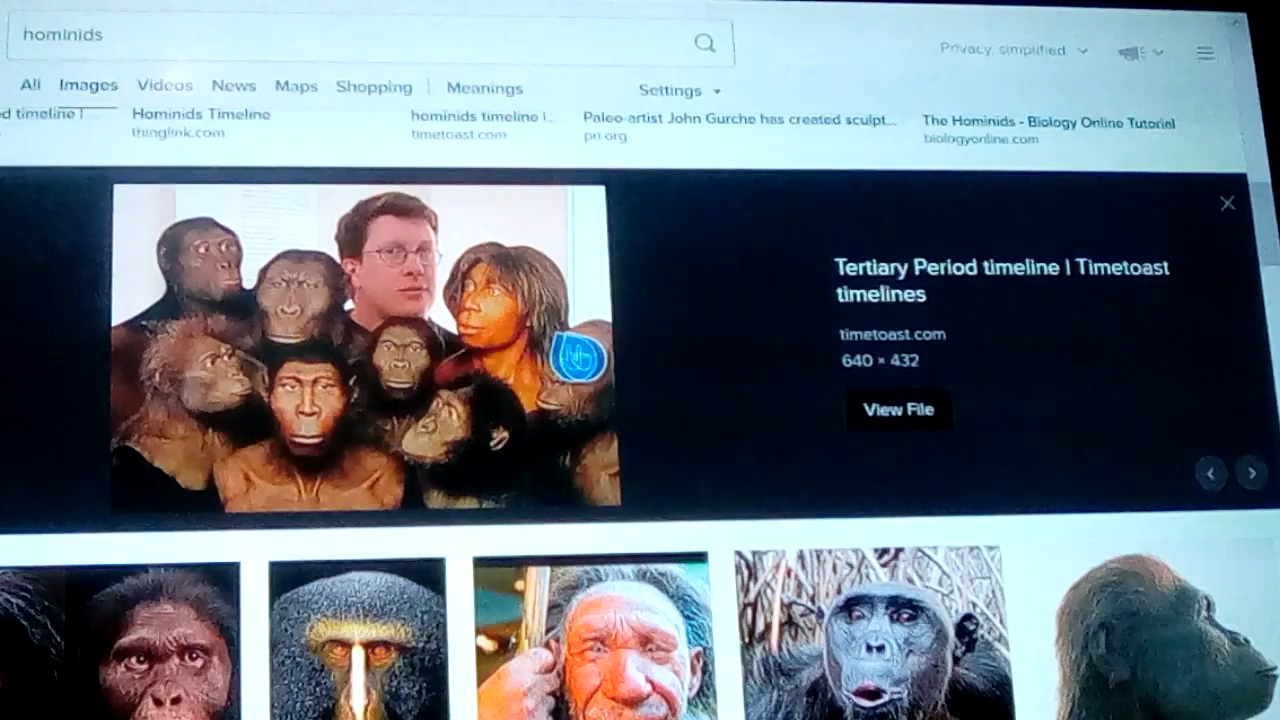 hominids
Privacy, simplified
All Images Videos News Maps Shopping Meanings Settings
d timeline | ...
Hominids Timeline
thinglink.com
hominids timeline |...
timetoast.com
Paleo-artist John Gurche has created sculpt...
pri.org
The Hominids - Biology Online Tutorial
biologyonline.com
Tertiary Period timeline | Timetoast
timelines
timetoast.com
640 × 432
View File